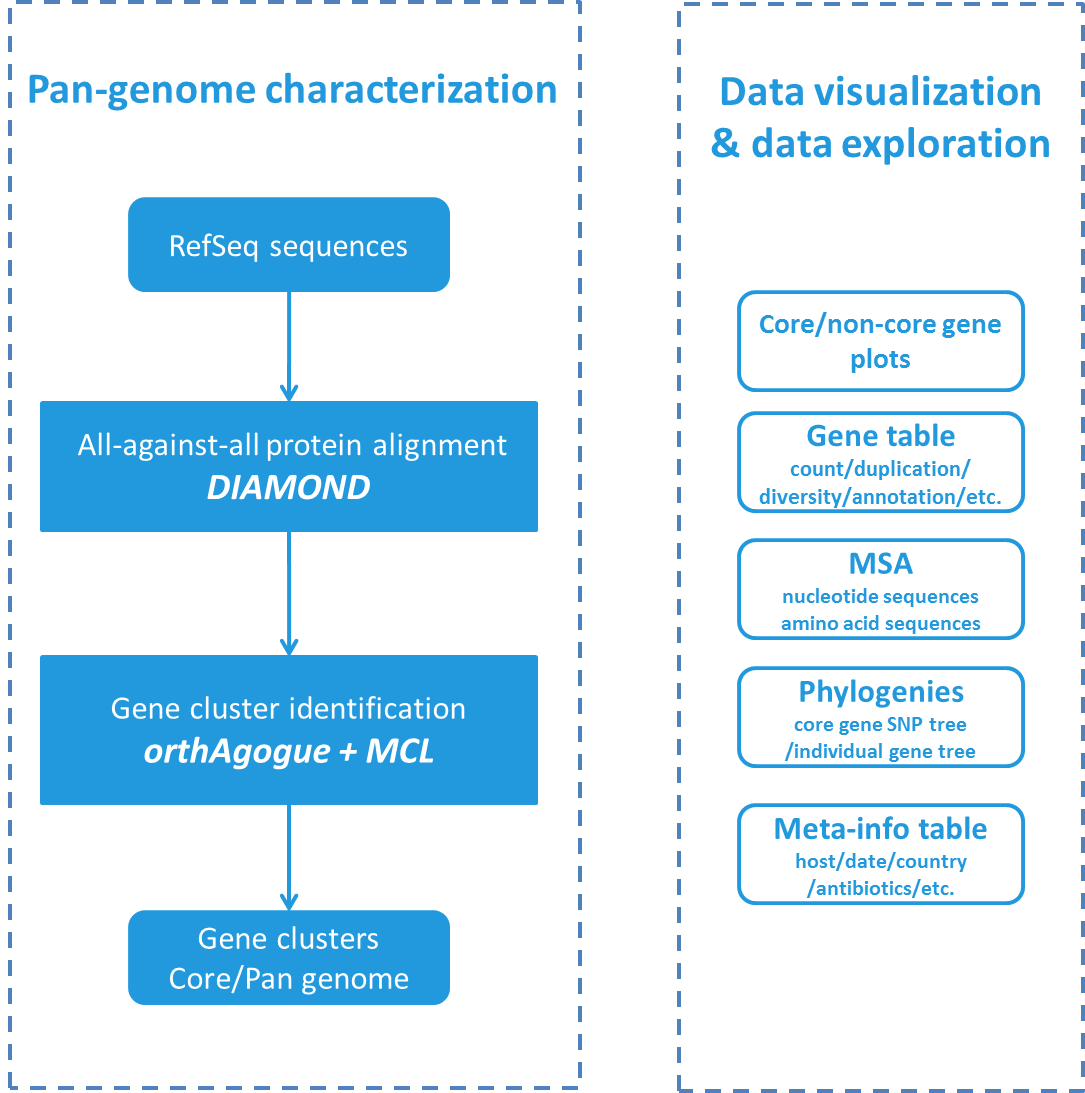 Pan-genome characterization
RefSeq sequences
All-against-all protein alignment
DIAMOND
Gene cluster identification
orthAgogue + MCL
Gene clusters
Core/Pan genome
Data visualization
& data exploration
Core/non-core gene
plots
Gene table
count/duplication/
diversity/annotation/etc.
MSA
nucleotide sequences
amino acid sequences
Phylogenies
core gene SNP tree
/individual gene tree
Meta-info table
host/date/country
/antibiotics/etc.